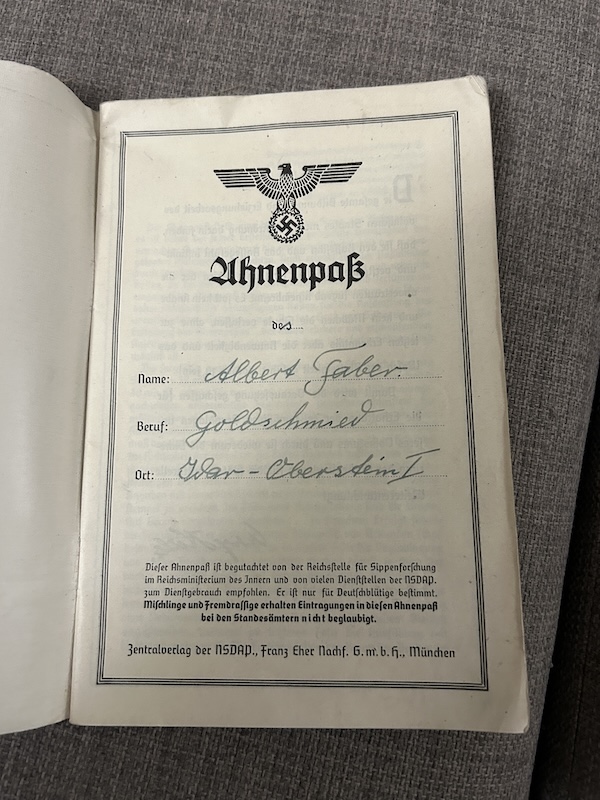 Ahnenpaß
des
Name: Albert Faber.
Beruf: Goldschmied
Ort: Idar-Oberstein I
Dieser Ahnenpaß ist begutachtet von der Reichsstelle für Sippenforschung
im Reichsministerium des Innern und von vielen Dienststellen der NSDAP.
zum Dienstgebrauch empfohlen. Er ist nur für Deutschblütige bestimmt.
Mischlinge und Fremdrassige erhalten Eintragungen in diesen Ahnenpaß
bei den Standesämtern nicht beglaubigt.
Zentralverlag der NSDAP., Franz Eher Nachf. G.m.b.H., München